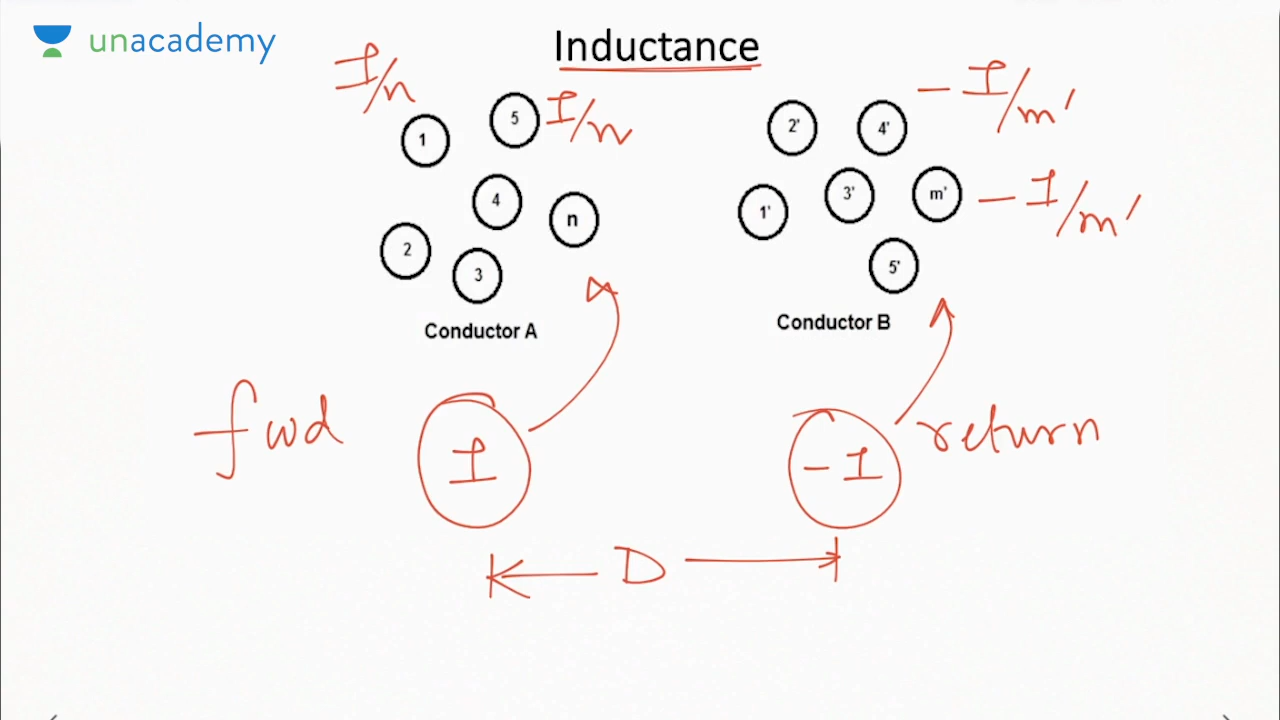 unacademy
Inductance
I/n
I/n
- I/m'
1
5
2'
4'
4
n
1'
3'
m'
- I/m'
2
3
5'
Conductor A
Conductor B
fwd
I
- I
return
D